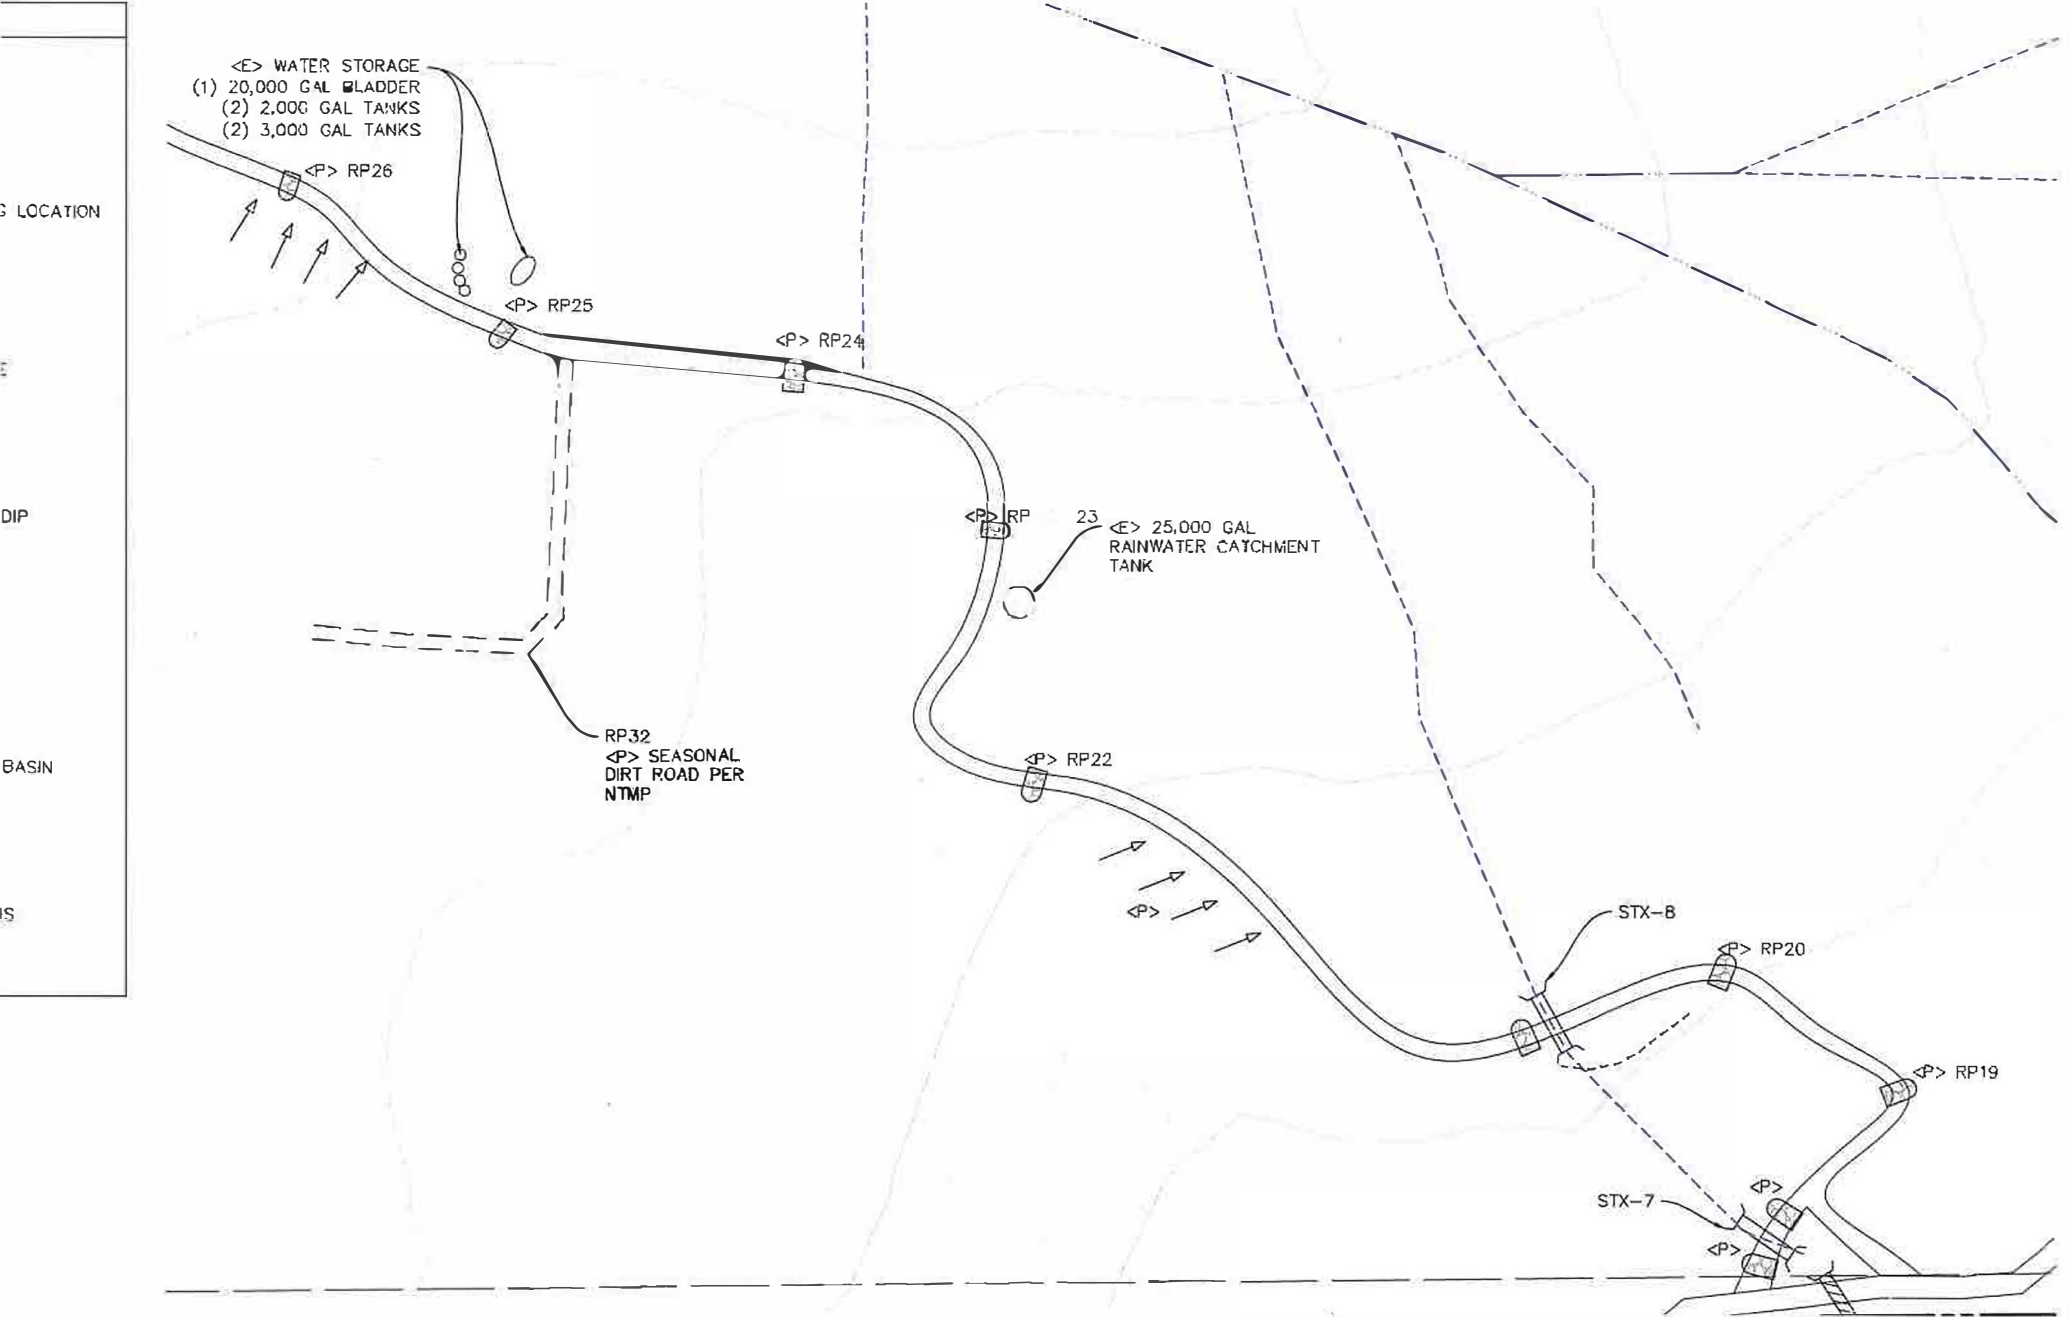 <E> WATER STORAGE
(1) 20,000 GAL BLADDER
(2) 2,000 GAL TANKS
(2) 3,000 GAL TANKS
<P> RP26
LOCATION
<P> RP25
<P> RP24
DIP
<P> RP 23
<E> 25,000 GAL
RAINWATER CATCHMENT
TANK
RP32
<P> SEASONAL
DIRT ROAD PER
NTMP
BASIN
<P> RP22
<P>
STX-8
<P> RP20
<P> RP19
<P>
STX-7
<P>